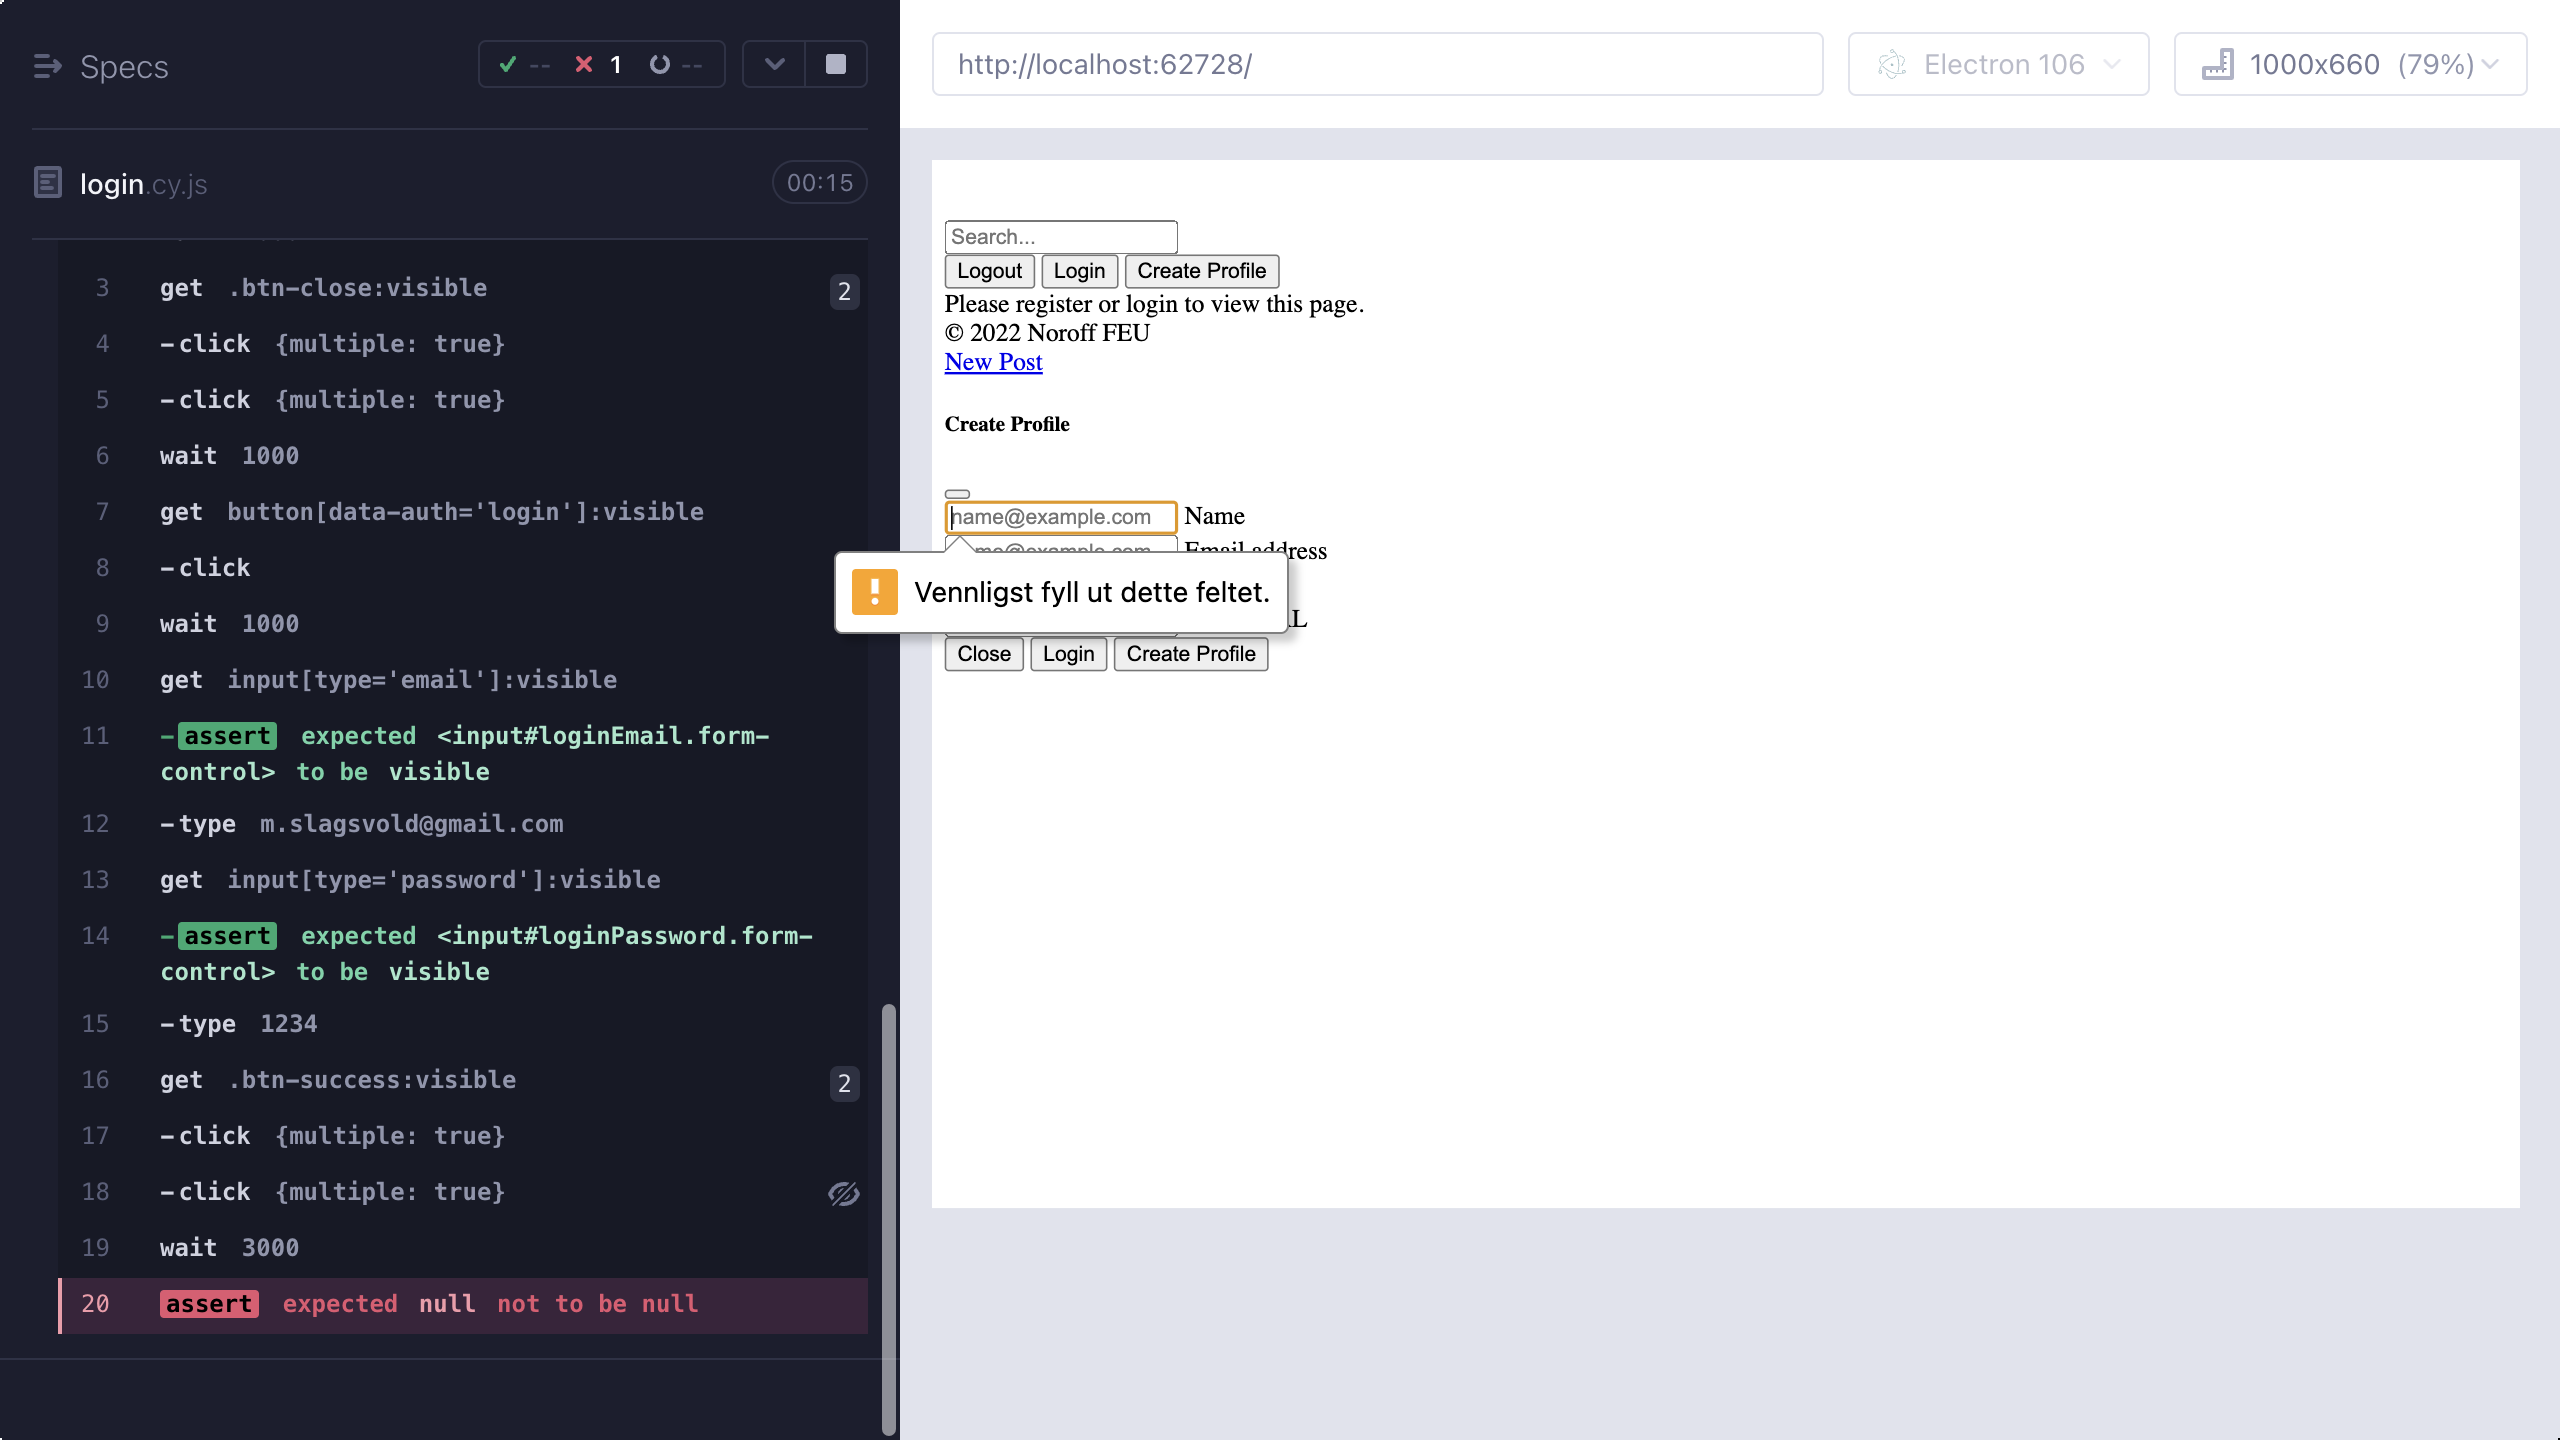 Specs
-- 1 --
login.cy.js
00:15
3 get .btn-close:visible 2
4 -click {multiple: true}
5 -click {multiple: true}
6 wait 1000
7 get button[data-auth='login']:visible
8 -click
9 wait 1000
10 get input[type='email']:visible
11 -assert expected <input#loginEmail.form-
control> to be visible
12 -type m.slagsvold@gmail.com
13 get input[type='password']:visible
14 -assert expected <input#loginPassword.form-
control> to be visible
15 -type 1234
16 get .btn-success:visible 2
17 -click {multiple: true}
18 -click {multiple: true}
19 wait 3000
20 assert expected null not to be null
http://localhost:62728/
Electron 106
1000x660 (79%)
Search...
Logout Login Create Profile
Please register or login to view this page.
© 2022 Noroff FEU
New Post
Create Profile
name@example.com Name
Email address
Vennligst fyll ut dette feltet.
Close Login Create Profile